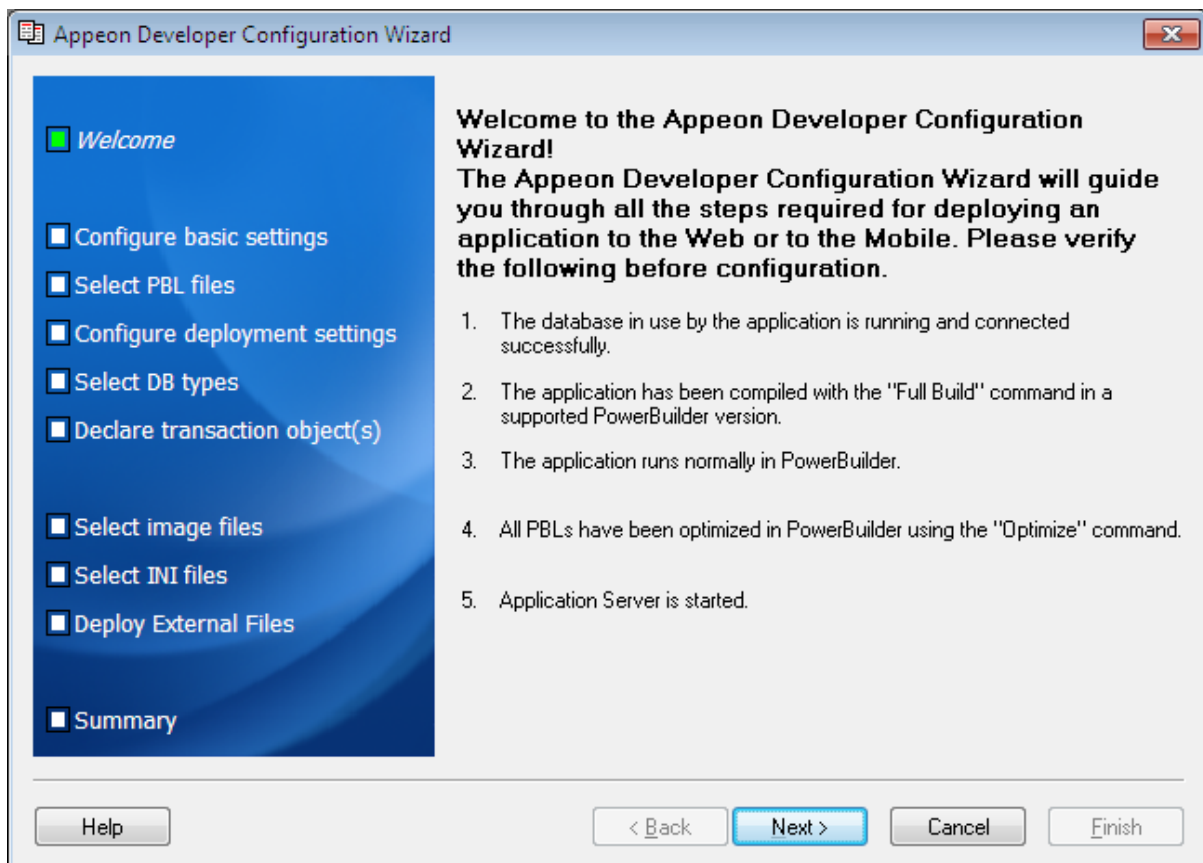 Appeon Developer Configuration Wizard
Welcome
Configure basic settings
Select PBL files
Configure deployment settings
Select DB types
Declare transaction object(s)
Select image files
Select INI files
Deploy External Files
Summary
Welcome to the Appeon Developer Configuration
Wizard!
The Appeon Developer Configuration Wizard will guide
you through all the steps required for deploying an
application to the Web or to the Mobile. Please verify
the following before configuration.
1. The database in use by the application is running and connected
successfully.
2. The application has been compiled with the "Full Build" command in a
supported PowerBuilder version.
3. The application runs normally in PowerBuilder.
4. All PBLs have been optimized in PowerBuilder using the "Optimize" command.
5. Application Server is started.
Help
< Back
Next >
Cancel
Finish